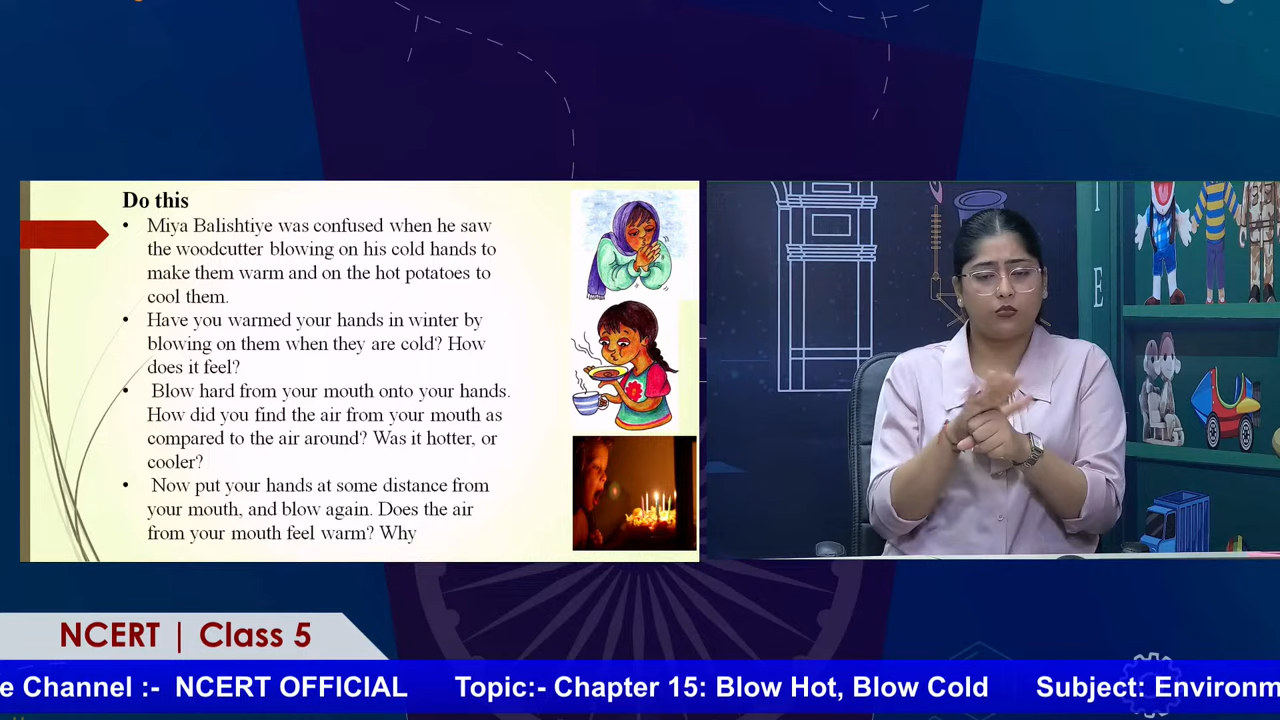 Do this
• Miya Balishtiye was confused when he saw
the woodcutter blowing on his cold hands to
make them warm and on the hot potatoes to
cool them.
• Have you warmed your hands in winter by
blowing on them when they are cold? How
does it feel?
• Blow hard from your mouth onto your hands.
How did you find the air from your mouth as
compared to the air around? Was it hotter, or
cooler?
• Now put your hands at some distance from
your mouth, and blow again. Does the air
from your mouth feel warm? Why
I
E
NCERT | Class 5
e Channel :- NCERT OFFICIAL Topic:- Chapter 15: Blow Hot, Blow Cold Subject: Environm